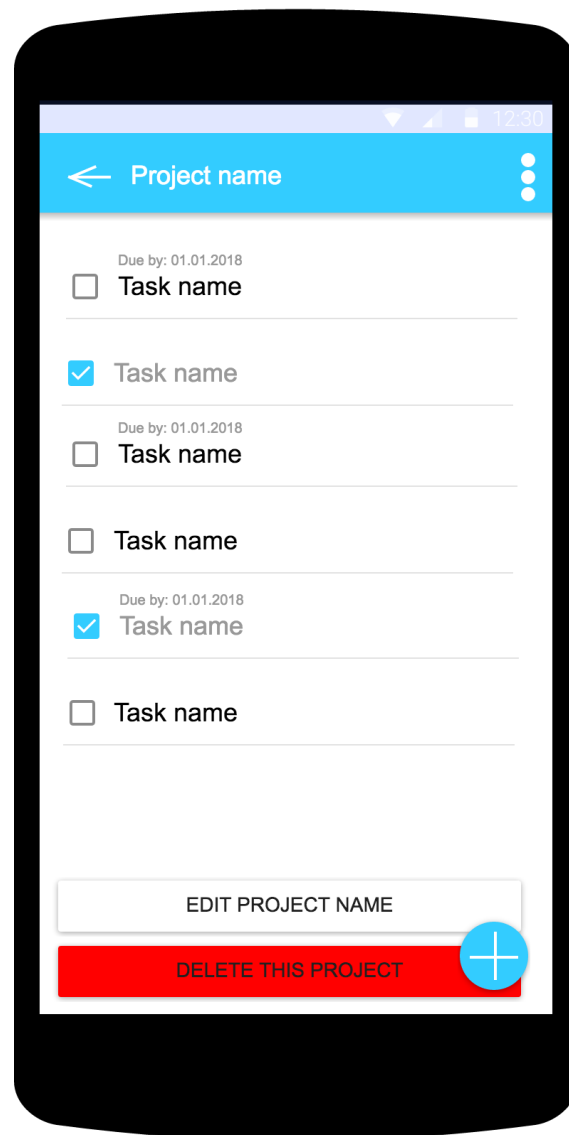 12:30
Project name
Due by: 01.01.2018
Task name
Task name
Due by: 01.01.2018
Task name
Task name
Due by: 01.01.2018
Task name
Task name
EDIT PROJECT NAME
DELETE THIS PROJECT